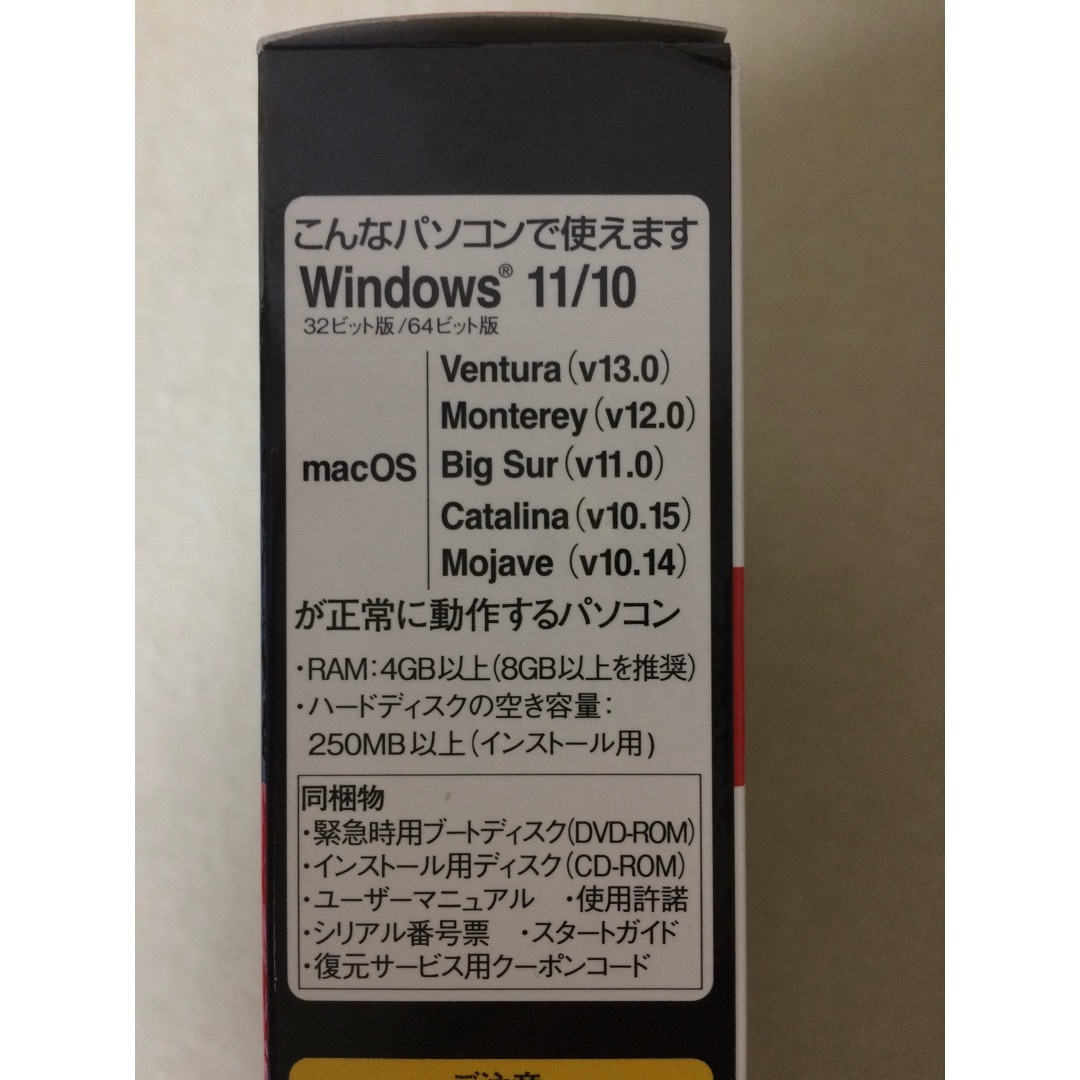 こんなパソコンで使えます
Windows® 11/10
32ビット版/64ビット版
macOS
Ventura(v13.0)
Monterey(v12.0)
Big Sur(v11.0)
Catalina(v10.15)
Mojave (v10.14)
が正常に動作するパソコン
・RAM:4GB以上(8GB以上を推奨)
・ハードディスクの空き容量:
250MB以上(インストール用)
同梱物
・緊急時用ブートディスク(DVD-ROM)
・インストール用ディスク(CD-ROM)
・ユーザーマニュアル ・使用許諾
・シリアル番号票 ・スタートガイド
・復元サービス用クーポンコード